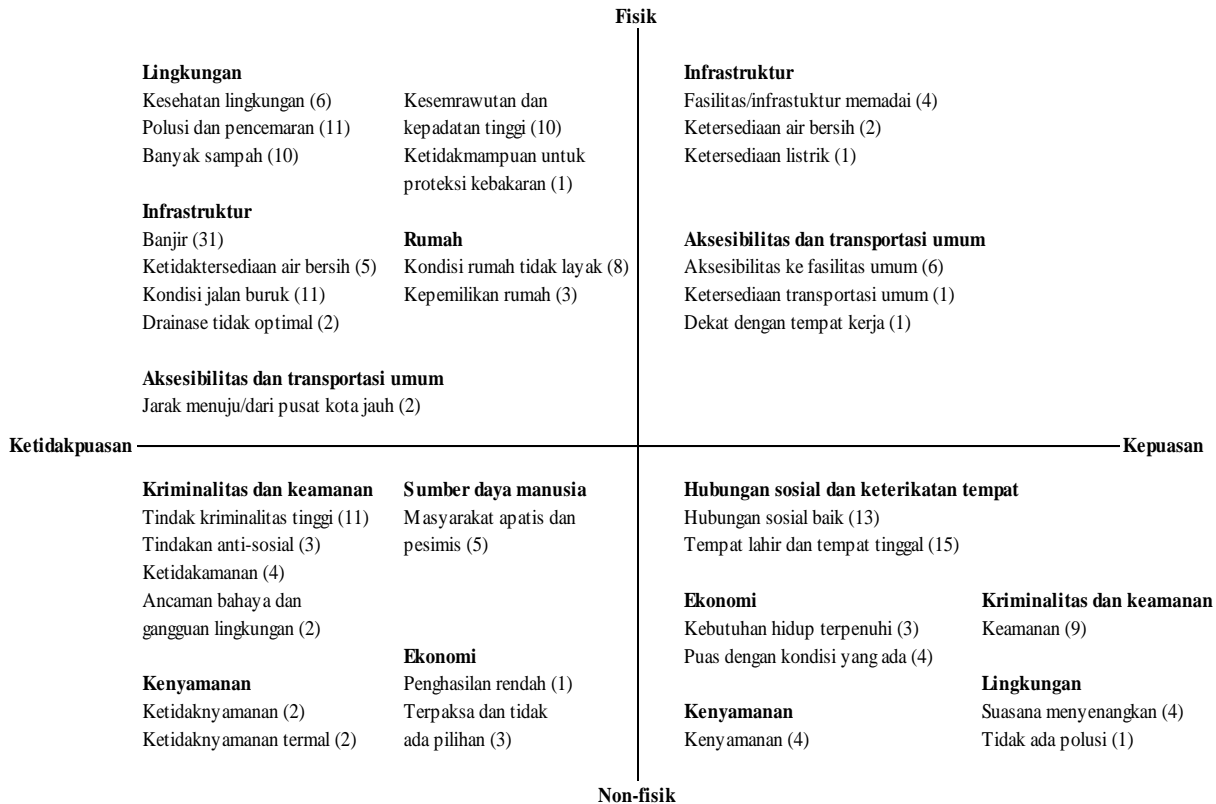 Fisik
Lingkungan
Kesehatan lingkungan (6)
Polusi dan pencemaran (11)
Banyak sampah (10)
Kesemrawutan dan
kepadatan tinggi (10)
Ketidakmampuan untuk
proteksi kebakaran (1)
Infrastruktur
Banjir (31)
Ketidaktersediaan air bersih (5)
Kondisi jalan buruk (11)
Drainase tidak optimal (2)
Rumah
Kondisi rumah tidak layak (8)
Kepemilikan rumah (3)
Aksesibilitas dan transportasi umum
Jarak menuju/dari pusat kota jauh (2)
Infrastruktur
Fasilitas/infrastuktur memadai (4)
Ketersediaan air bersih (2)
Ketersediaan listrik (1)
Aksesibilitas dan transportasi umum
Aksesibilitas ke fasilitas umum (6)
Ketersediaan transportasi umum (1)
Dekat dengan tempat kerja (1)
Ketidakpuasan
Kepuasan
Kriminalitas dan keamanan
Tindak kriminalitas tinggi (11)
Tindakan anti-sosial (3)
Ketidakamanan (4)
Ancaman bahaya dan
gangguan lingkungan (2)
Sumber daya manusia
Masyarakat apatis dan
pesimis (5)
Kenyamanan
Ketidaknyamanan (2)
Ketidaknyamanan termal (2)
Ekonomi
Penghasilan rendah (1)
Terpaksa dan tidak
ada pilihan (3)
Hubungan sosial dan keterikatan tempat
Hubungan sosial baik (13)
Tempat lahir dan tempat tinggal (15)
Ekonomi
Kebutuhan hidup terpenuhi (3)
Puas dengan kondisi yang ada (4)
Kriminalitas dan keamanan
Keamanan (9)
Kenyamanan
Kenyamanan (4)
Lingkungan
Suasana menyenangkan (4)
Tidak ada polusi (1)
Non-fisik